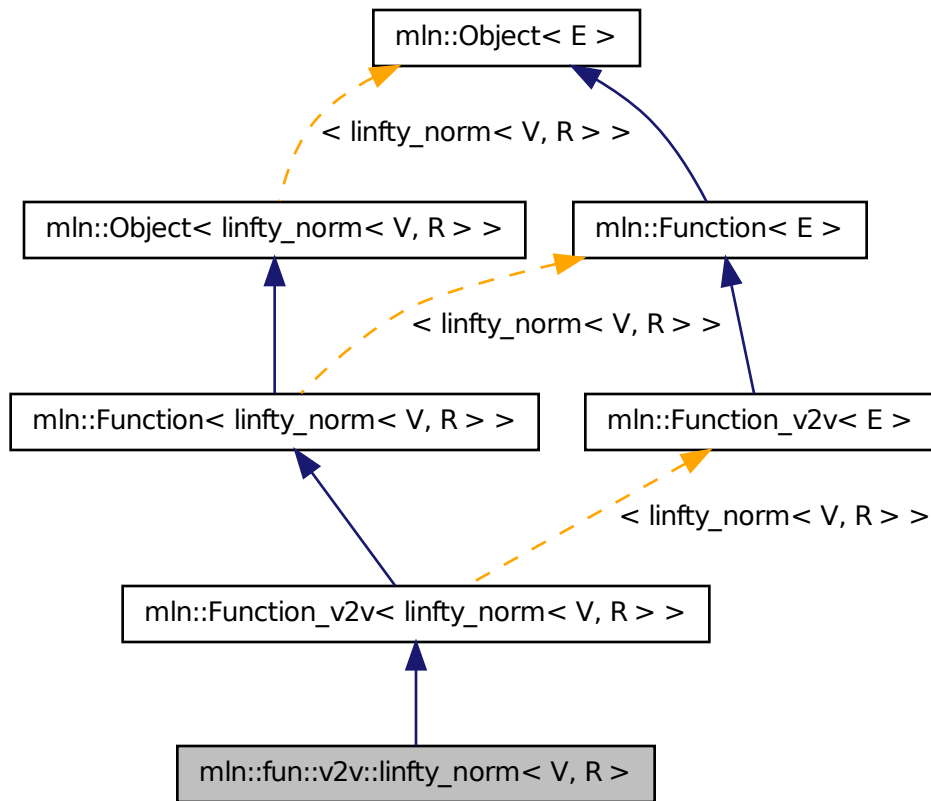 mln::Object< E >
< linfty_norm< V, R > >
mln::Object< linfty_norm< V, R > >
mln::Function< E >
< linfty_norm< V, R > >
mln::Function< linfty_norm< V, R > >
mln::Function_v2v< E >
< linfty_norm< V, R > >
mln::Function_v2v< linfty_norm< V, R > >
mln::fun::v2v::linfty_norm< V, R >